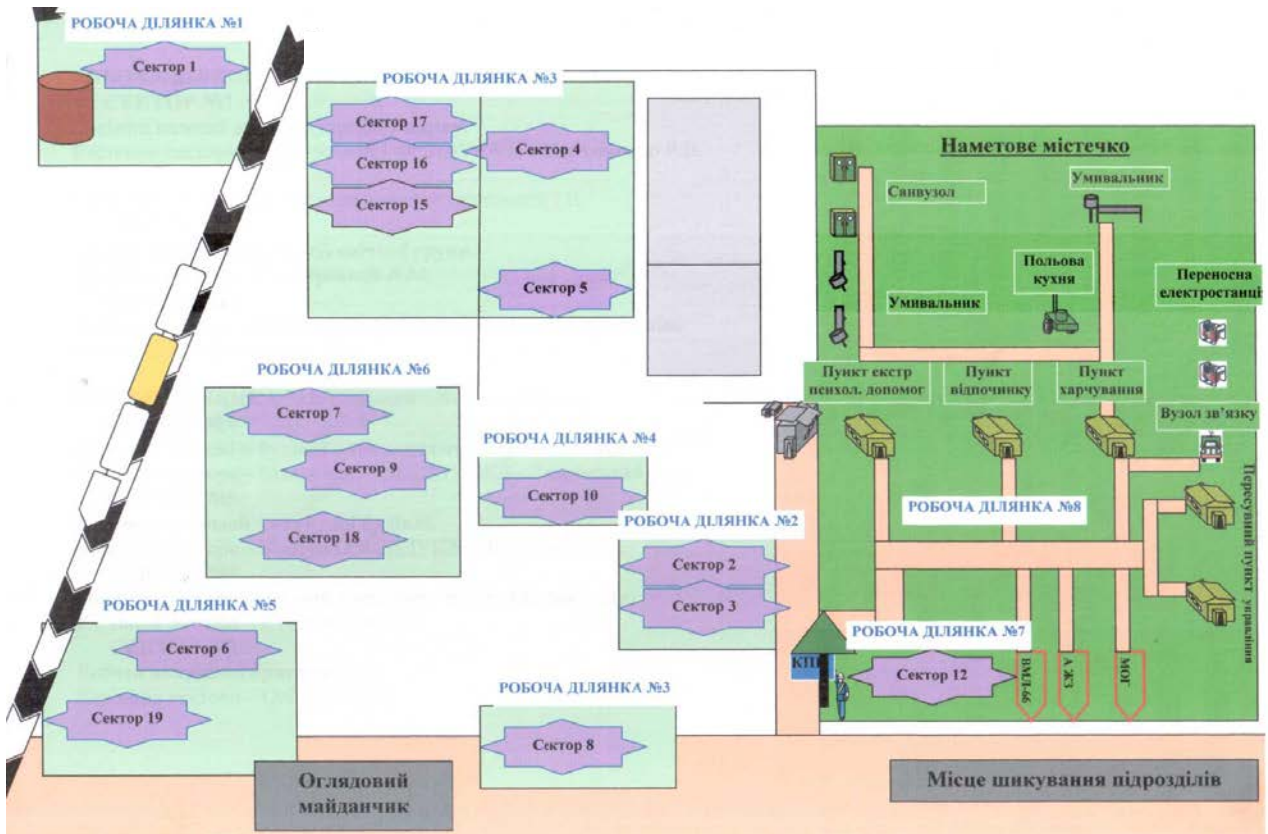 РОБОЧА ДІЛЯНКА №1
Сектор 1
РОБОЧА ДІЛЯНКА №3
Сектор 17
Сектор 4
Сектор 16
Сектор 15
Сектор 5
Наметове містечко
Санвузол
Умивальник
Польова
кухня
Переносна
електростанці
Умивальник
Пункт екстр
психол. допомог
Пункт
відпочинку
Пункт
харчування
Вузол зв'язку
РОБОЧА ДІЛЯНКА №6
Сектор 7
Сектор 9
Сектор 18
РОБОЧА ДІЛЯНКА №4
Сектор 10
РОБОЧА ДІЛЯНКА №8
Пересувний пункт управління
РОБОЧА ДІЛЯНКА №2
Сектор 2
Сектор 3
РОБОЧА ДІЛЯНКА №5
Сектор 6
Сектор 19
РОБОЧА ДІЛЯНКА №7
Сектор 12
ВМЛ-66
А ЖЗ
МОГ
РОБОЧА ДІЛЯНКА №3
Сектор 8
Оглядовий
майданчик
Місце шикування підрозділів